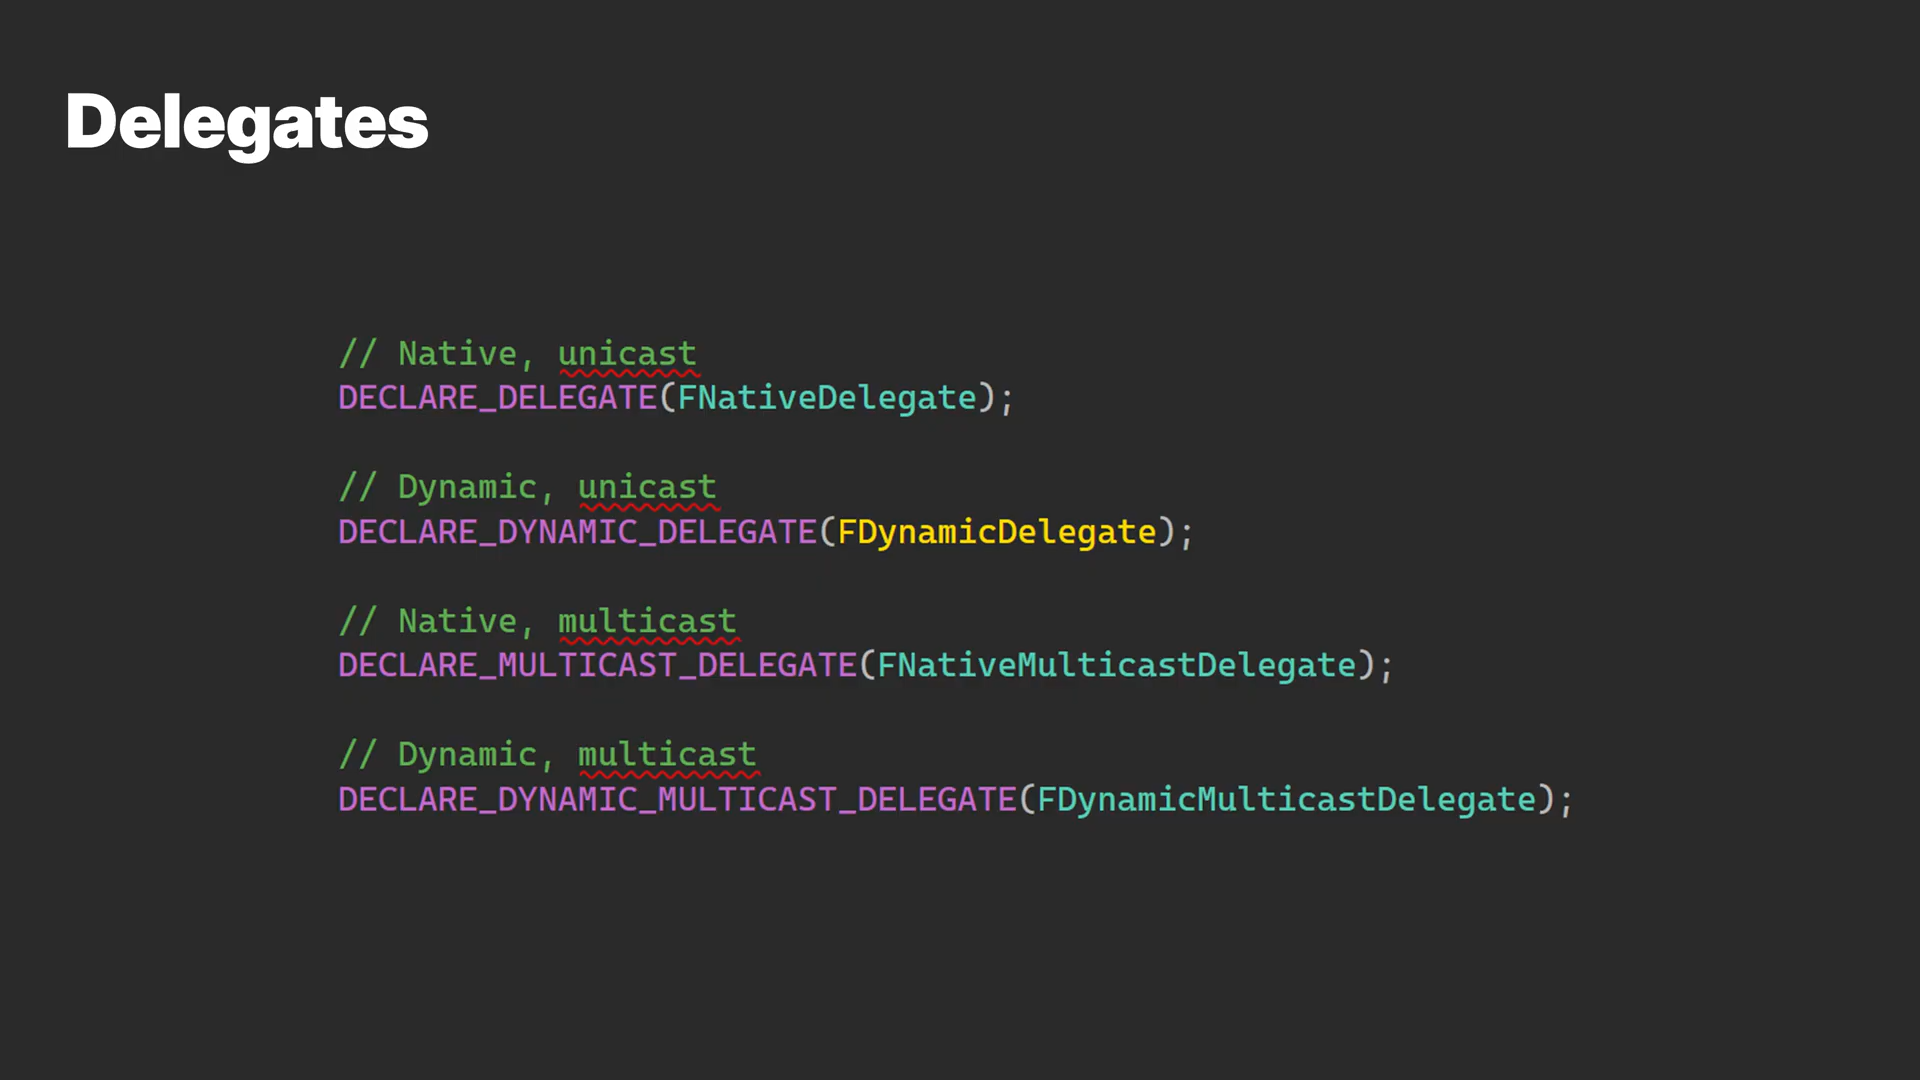 Delegates
// Native, unicast
DECLARE_DELEGATE(FNativeDelegate);
// Dynamic, unicast
DECLARE_DYNAMIC_DELEGATE(FDynamicDelegate);
// Native, multicast
DECLARE_MULTICAST_DELEGATE(FNativeMulticastDelegate);
// Dynamic, multicast
DECLARE_DYNAMIC_MULTICAST_DELEGATE(FDynamicMulticastDelegate);